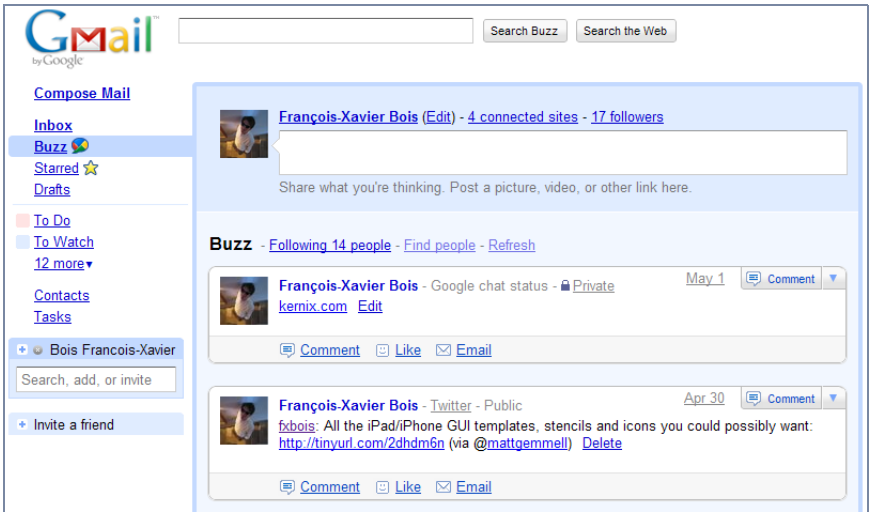 Gmail™
by Google
Search Buzz
Search the Web
Compose Mail
Inbox
Buzz
Starred
Drafts
To Do
To Watch
12 more▾
Contacts
Tasks
Bois Francois-Xavier
Search, add, or invite
Invite a friend
François-Xavier Bois (Edit) - 4 connected sites - 17 followers
Share what you're thinking. Post a picture, video, or other link here.
Buzz - Following 14 people - Find people - Refresh
François-Xavier Bois - Google chat status - Private May 1 Comment
kernix.com Edit
Comment Like Email
François-Xavier Bois - Twitter - Public Apr 30 Comment
fxbois: All the iPad/iPhone GUI templates, stencils and icons you could possibly want:
http://tinyurl.com/2dhdm6n (via @mattgemmell) Delete
Comment Like Email